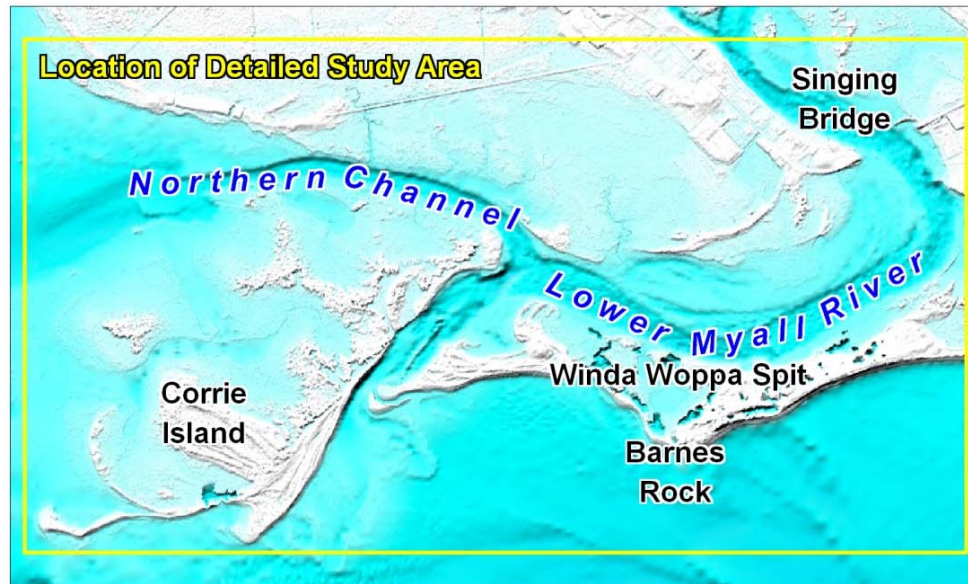 Location of Detailed Study Area
Singing
Bridge
Northern Channel
Lower Myall River
Winda Woppa Spit
Corrie
Island
Barnes
Rock